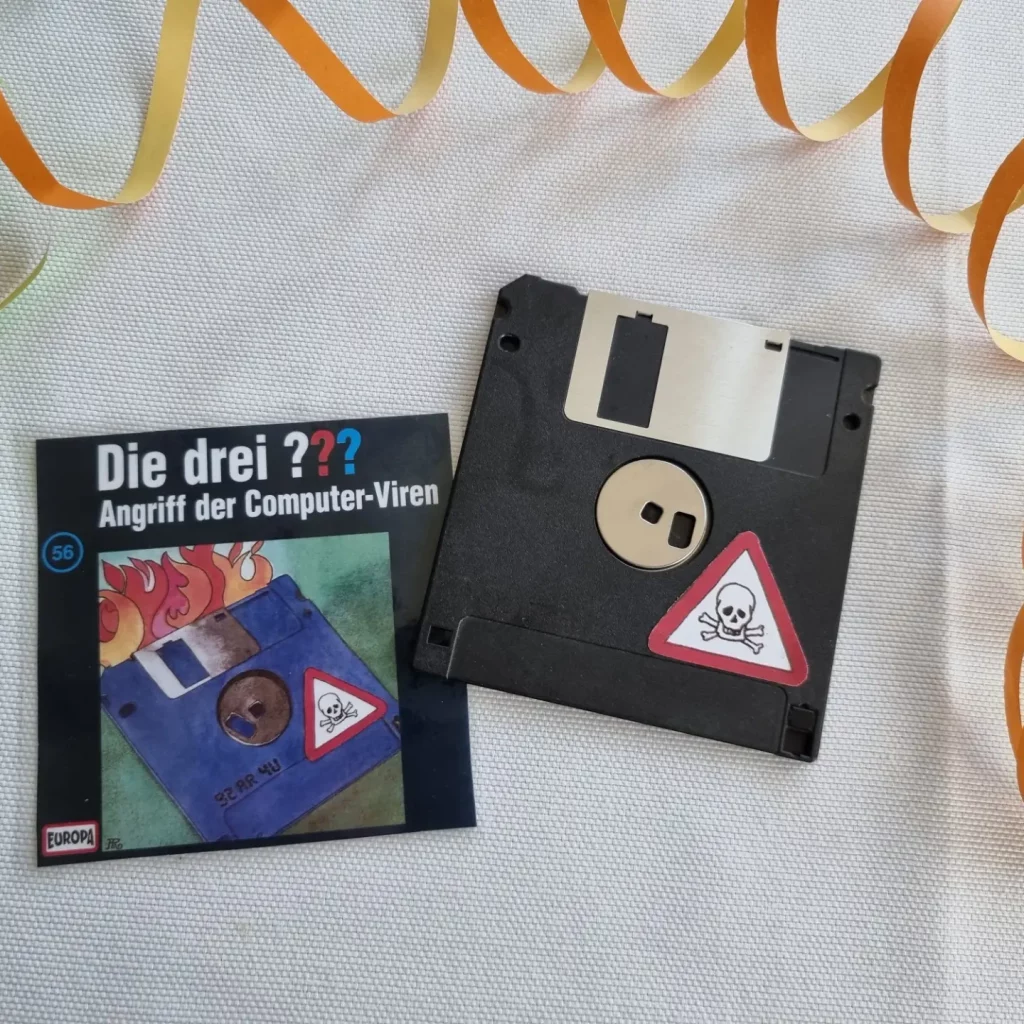 Die drei ???
Angriff der Computer-Viren
56
EUROPA